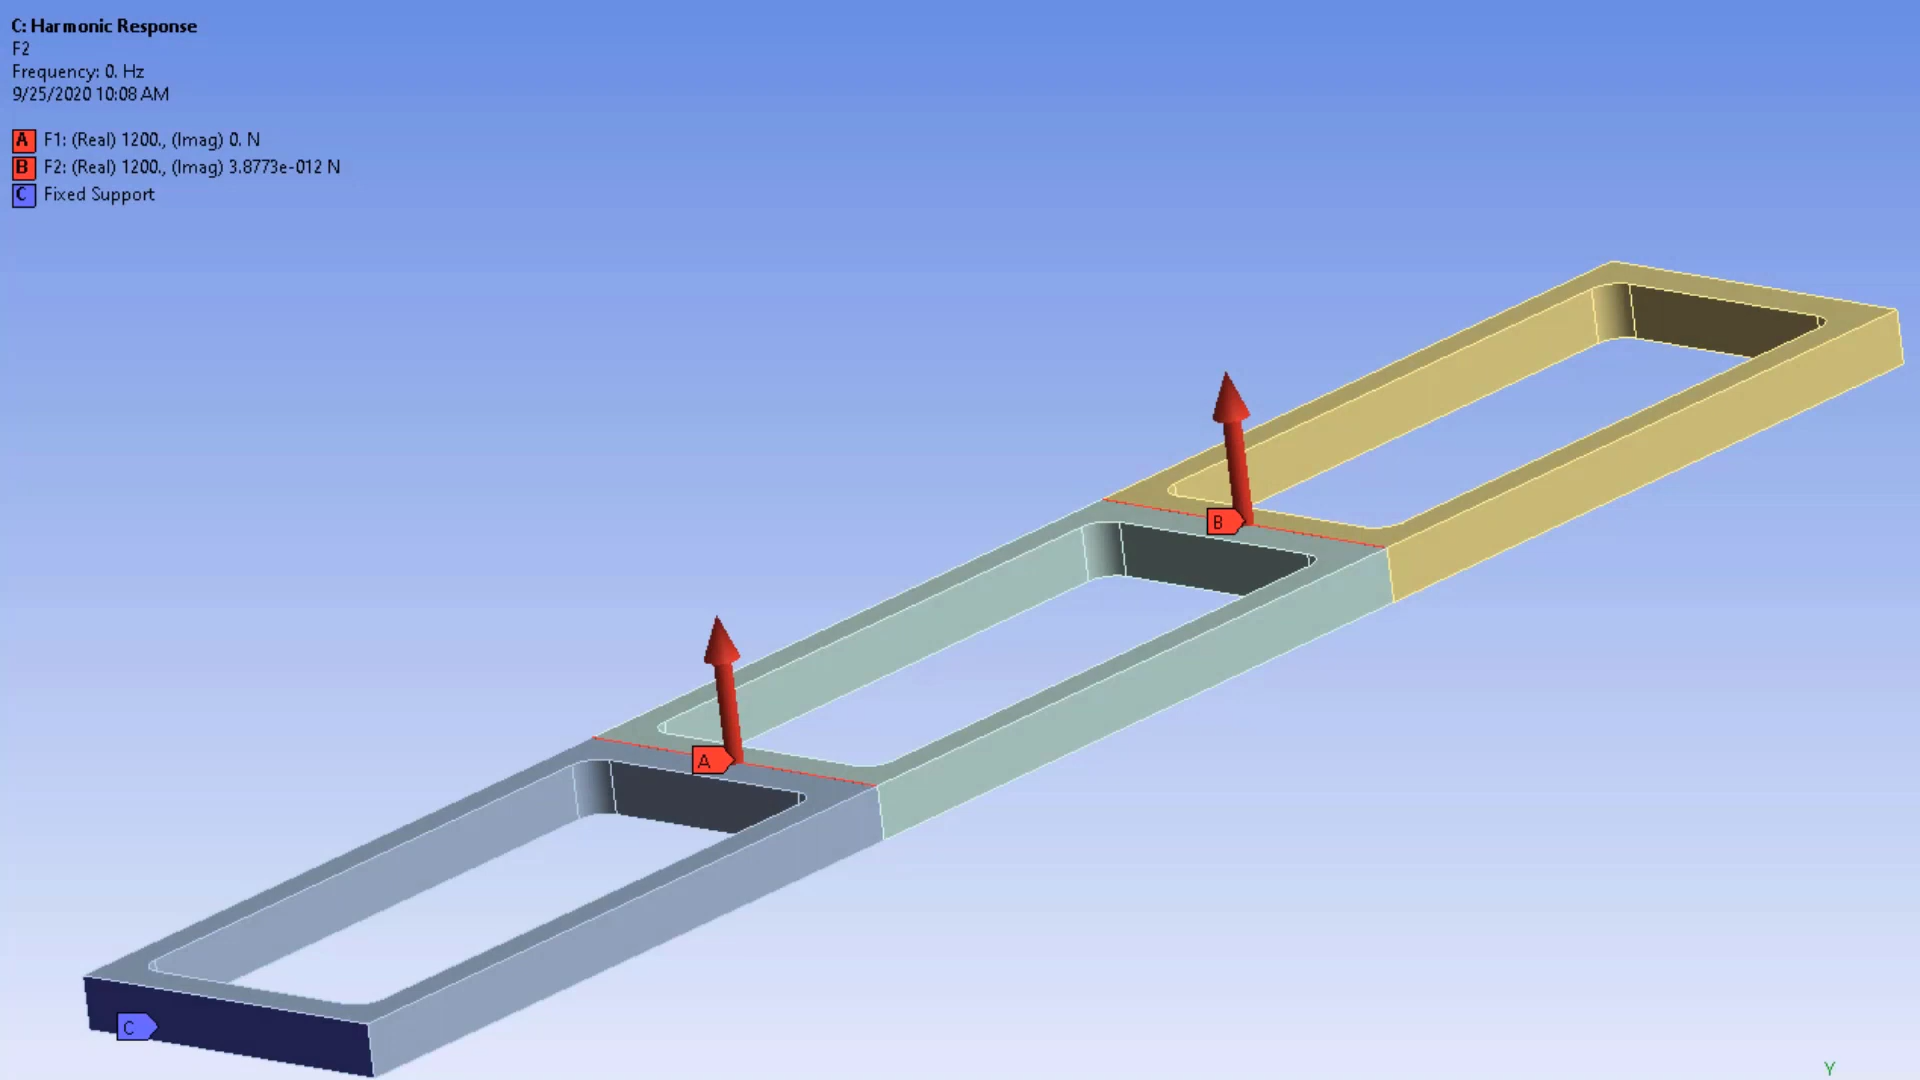 C: Harmonic Response
F2
Frequency: 0. Hz
9/25/2020 10:08 AM
A F1: (Real) 1200., (Imag) 0. N
B F2: (Real) 1200., (Imag) 3.8773e-012 N
C Fixed Support
B
A
C
Y